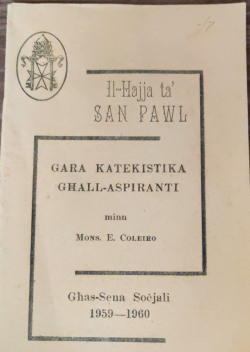 Il-Hajja ta'
SAN PAWL
GARA KATEKISTIKA
GHALL-ASPIRANTI
minn
MONS. E. COLEIRO
Ghas-Sena Soċjali
1959—1960